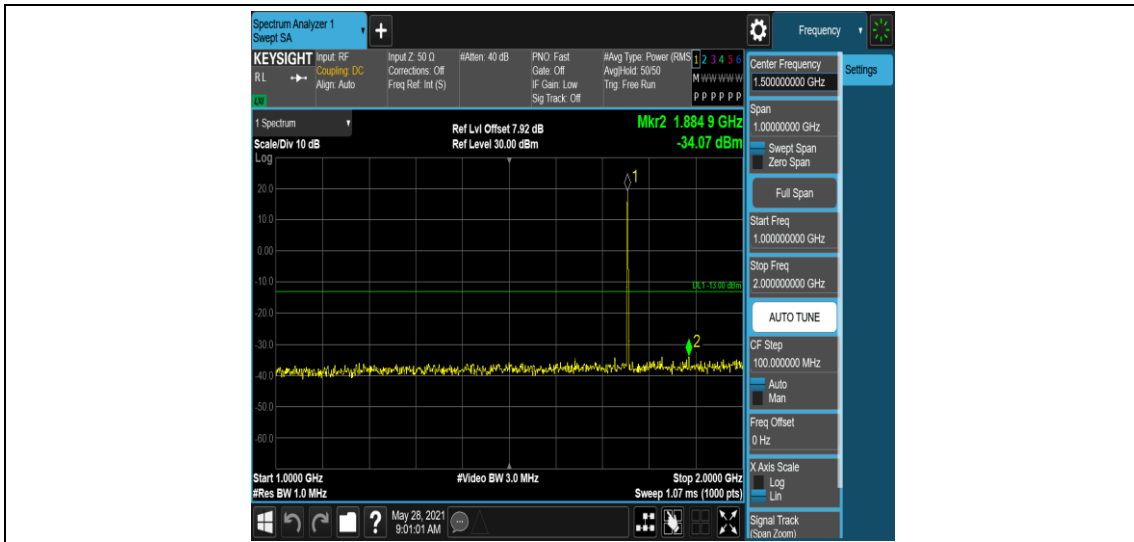 Spectrum Analyzer 1
Swept SA
+
Frequency
KEYSIGHT
RL
Input: RF
Coupling: DC
Align: Auto
Input Z: 50 Ω
Corrections: Off
Freq Ref: Int (S)
#Atten: 40 dB
PNO: Fast
Gate: Off
IF Gain: Low
Sig Track: Off
#Avg Type: Power (RMS
Avg|Hold: 50/50
Trig: Free Run
1 2 3 4 5 6
M W W W W W
P P P P P P
1 Spectrum
Scale/Div 10 dB
Ref Lvl Offset 7.92 dB
Ref Level 30.00 dBm
Mkr2 1.884 9 GHz
-34.07 dBm
Log
20.0
10.0
0.00
-10.0
-20.0
-30.0
-40.0
-50.0
-60.0
1
DL1 -13.00 dBm
2
Start 1.0000 GHz
#Res BW 1.0 MHz
#Video BW 3.0 MHz
Stop 2.0000 GHz
Sweep 1.07 ms (1000 pts)
Center Frequency
1.500000000 GHz
Settings
Span
1.00000000 GHz
Swept Span
Zero Span
Full Span
Start Freq
1.000000000 GHz
Stop Freq
2.000000000 GHz
AUTO TUNE
CF Step
100.000000 MHz
Auto
Man
Freq Offset
0 Hz
X Axis Scale
Log
Lin
Signal Track
(Span Zoom)
?
May 28, 2021
9:01:01 AM